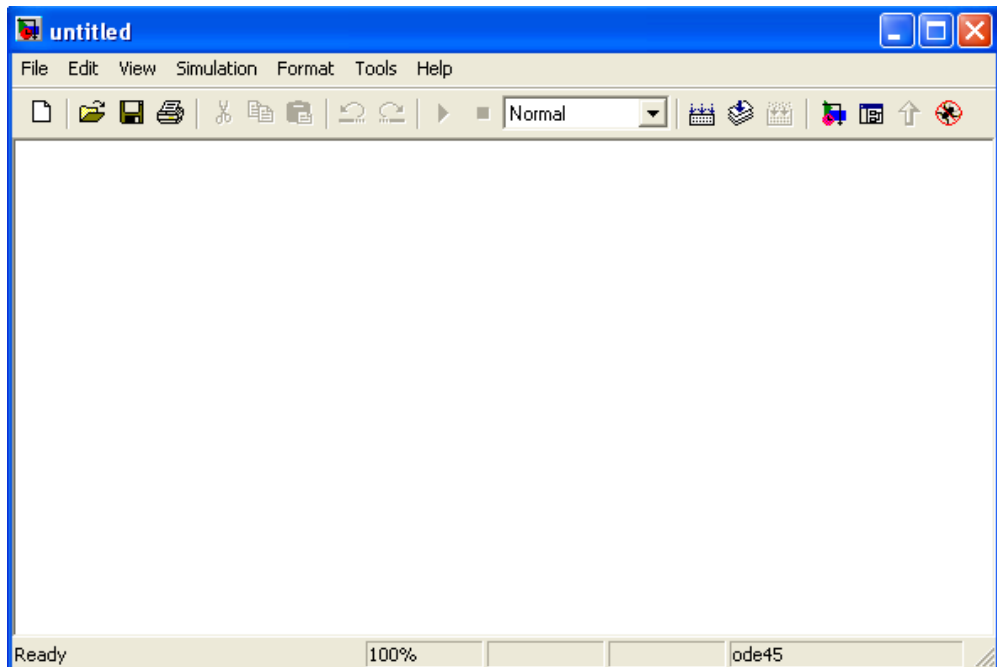 untitled
File Edit View Simulation Format Tools Help
Normal
Ready 100% ode45